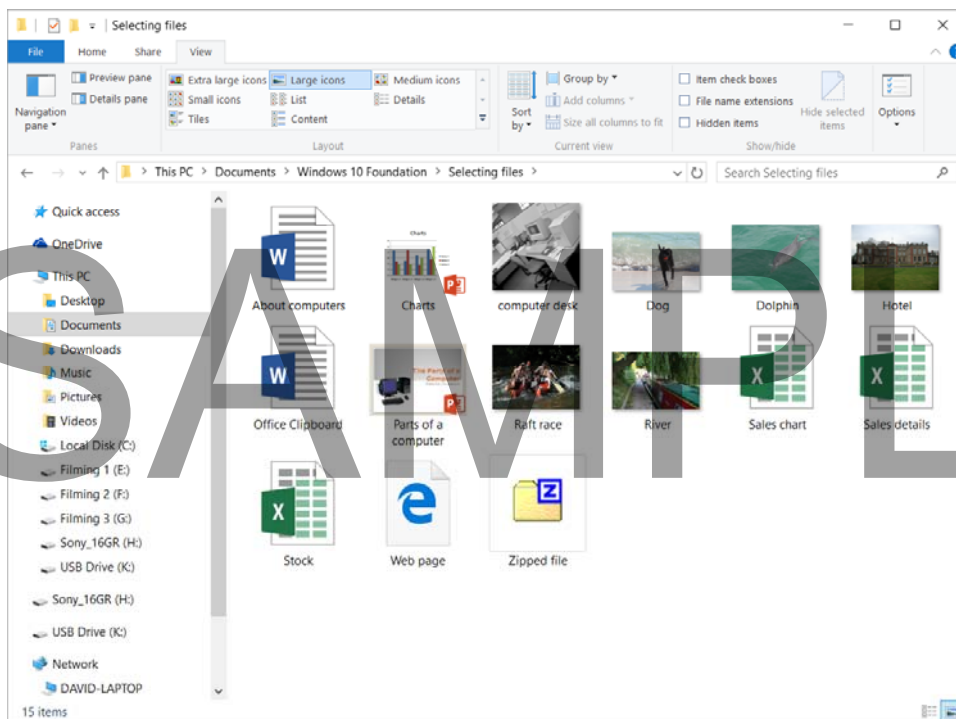 Selecting files
File Home Share View
Preview pane
Details pane
Navigation pane
Panes
Extra large icons Large icons Medium icons
Small icons List Details
Tiles Content
Layout
Sort by
Group by
Add columns
Size all columns to fit
Current view
Item check boxes
File name extensions
Hidden items
Hide selected items
Show/hide
Options
This PC > Documents > Windows 10 Foundation > Selecting files >
Search Selecting files
Quick access
OneDrive
This PC
Desktop
Documents
Downloads
Music
Pictures
Videos
Local Disk (C:)
Filming 1 (E:)
Filming 2 (F:)
Filming 3 (G:)
Sony_16GR (H:)
USB Drive (K:)
Sony_16GR (H:)
USB Drive (K:)
Network
DAVID-LAPTOP
W
Charts
P
About computers Charts computer desk Dog Dolphin Hotel
W
The Parts of a
Computer
P
X
X
Office Clipboard Parts of a computer Raft race River Sales chart Sales details
X
e
Z
Stock Web page Zipped file
15 items
SAMPL